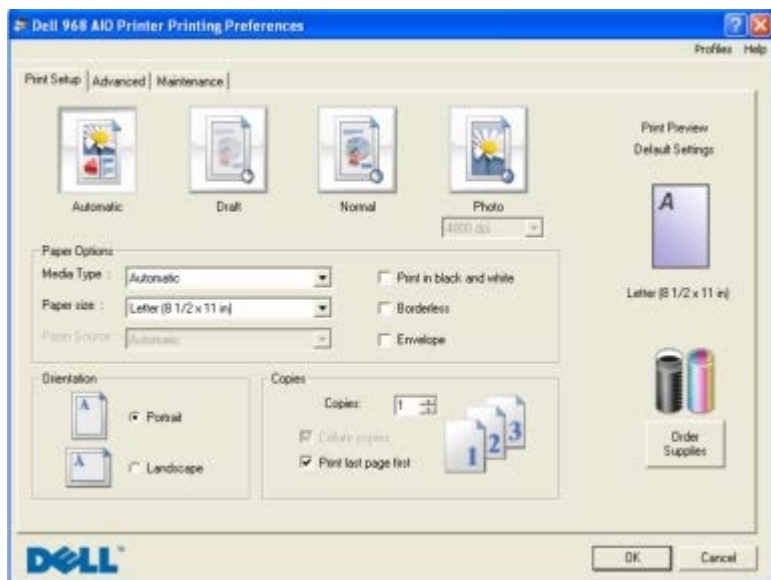 Dell 968 AIO Printer Printing Preferences
Profiles Help
Print Setup Advanced Maintenance
Automatic
Draft
Normal
Photo
4800 dpi
Print Preview
Default Settings
A
Letter (8 1/2 x 11 in)
Paper Options
Media Type : Automatic
Print in black and white
Paper size : Letter (8 1/2 x 11 in)
Borderless
Paper Source : Automatic
Envelope
Orientation
A
Portrait
A
Landscape
Copies
Copies: 1
Collate copies
Print last page first
1 2 3
Order
Supplies
DELL™
OK Cancel